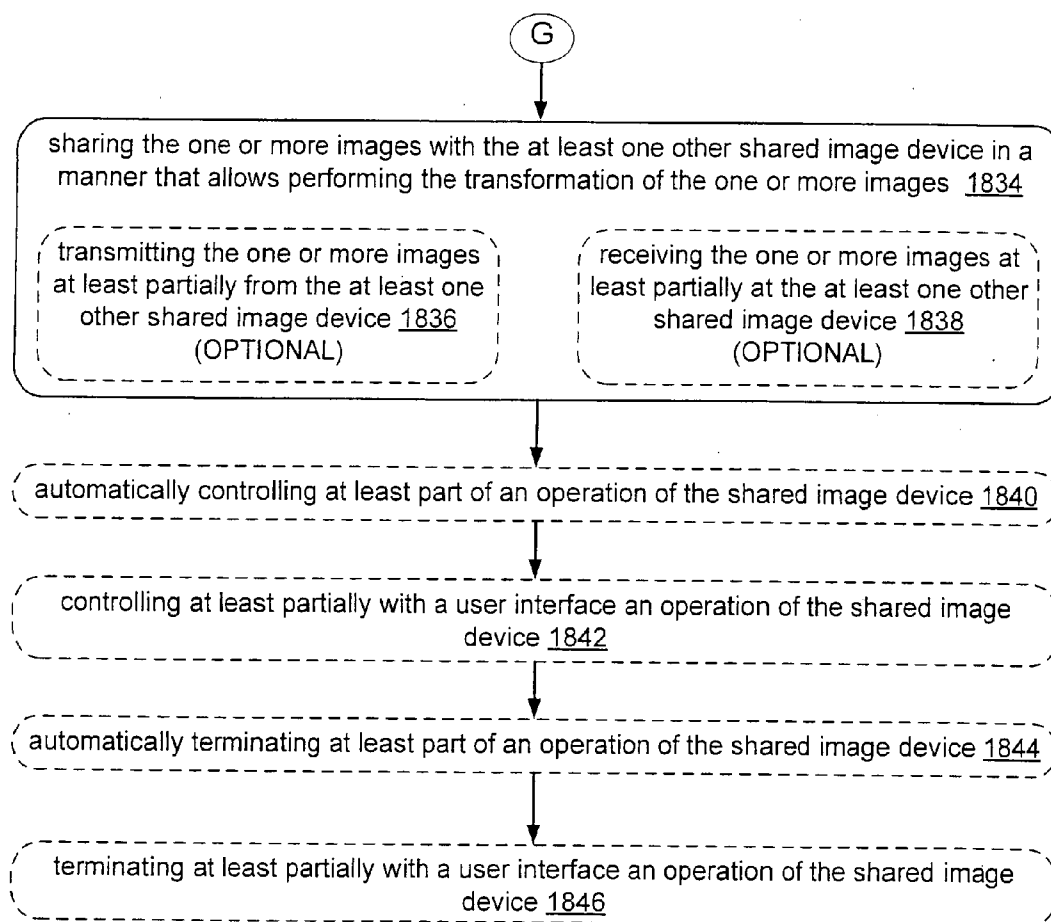 G
sharing the one or more images with the at least one other shared image device in a
manner that allows performing the transformation of the one or more images 1834
transmitting the one or more images
at least partially from the at least one
other shared image device 1836
(OPTIONAL)
receiving the one or more images at
least partially at the at least one other
shared image device 1838
(OPTIONAL)
automatically controlling at least part of an operation of the shared image device 1840
controlling at least partially with a user interface an operation of the shared image
device 1842
automatically terminating at least part of an operation of the shared image device 1844
terminating at least partially with a user interface an operation of the shared image
device 1846